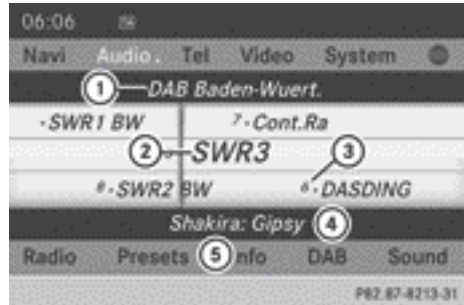 06:06
Navi Audio Tel Video System
① DAB Baden-Wuert.
SWR1 BW 7 Cont.Ra
② SWR3 ③
8 SWR2 BW 6 DASDING
Shakira: Gipsy ④
Radio Presets ⑤ nfo DAB Sound
P82.87-8213-31